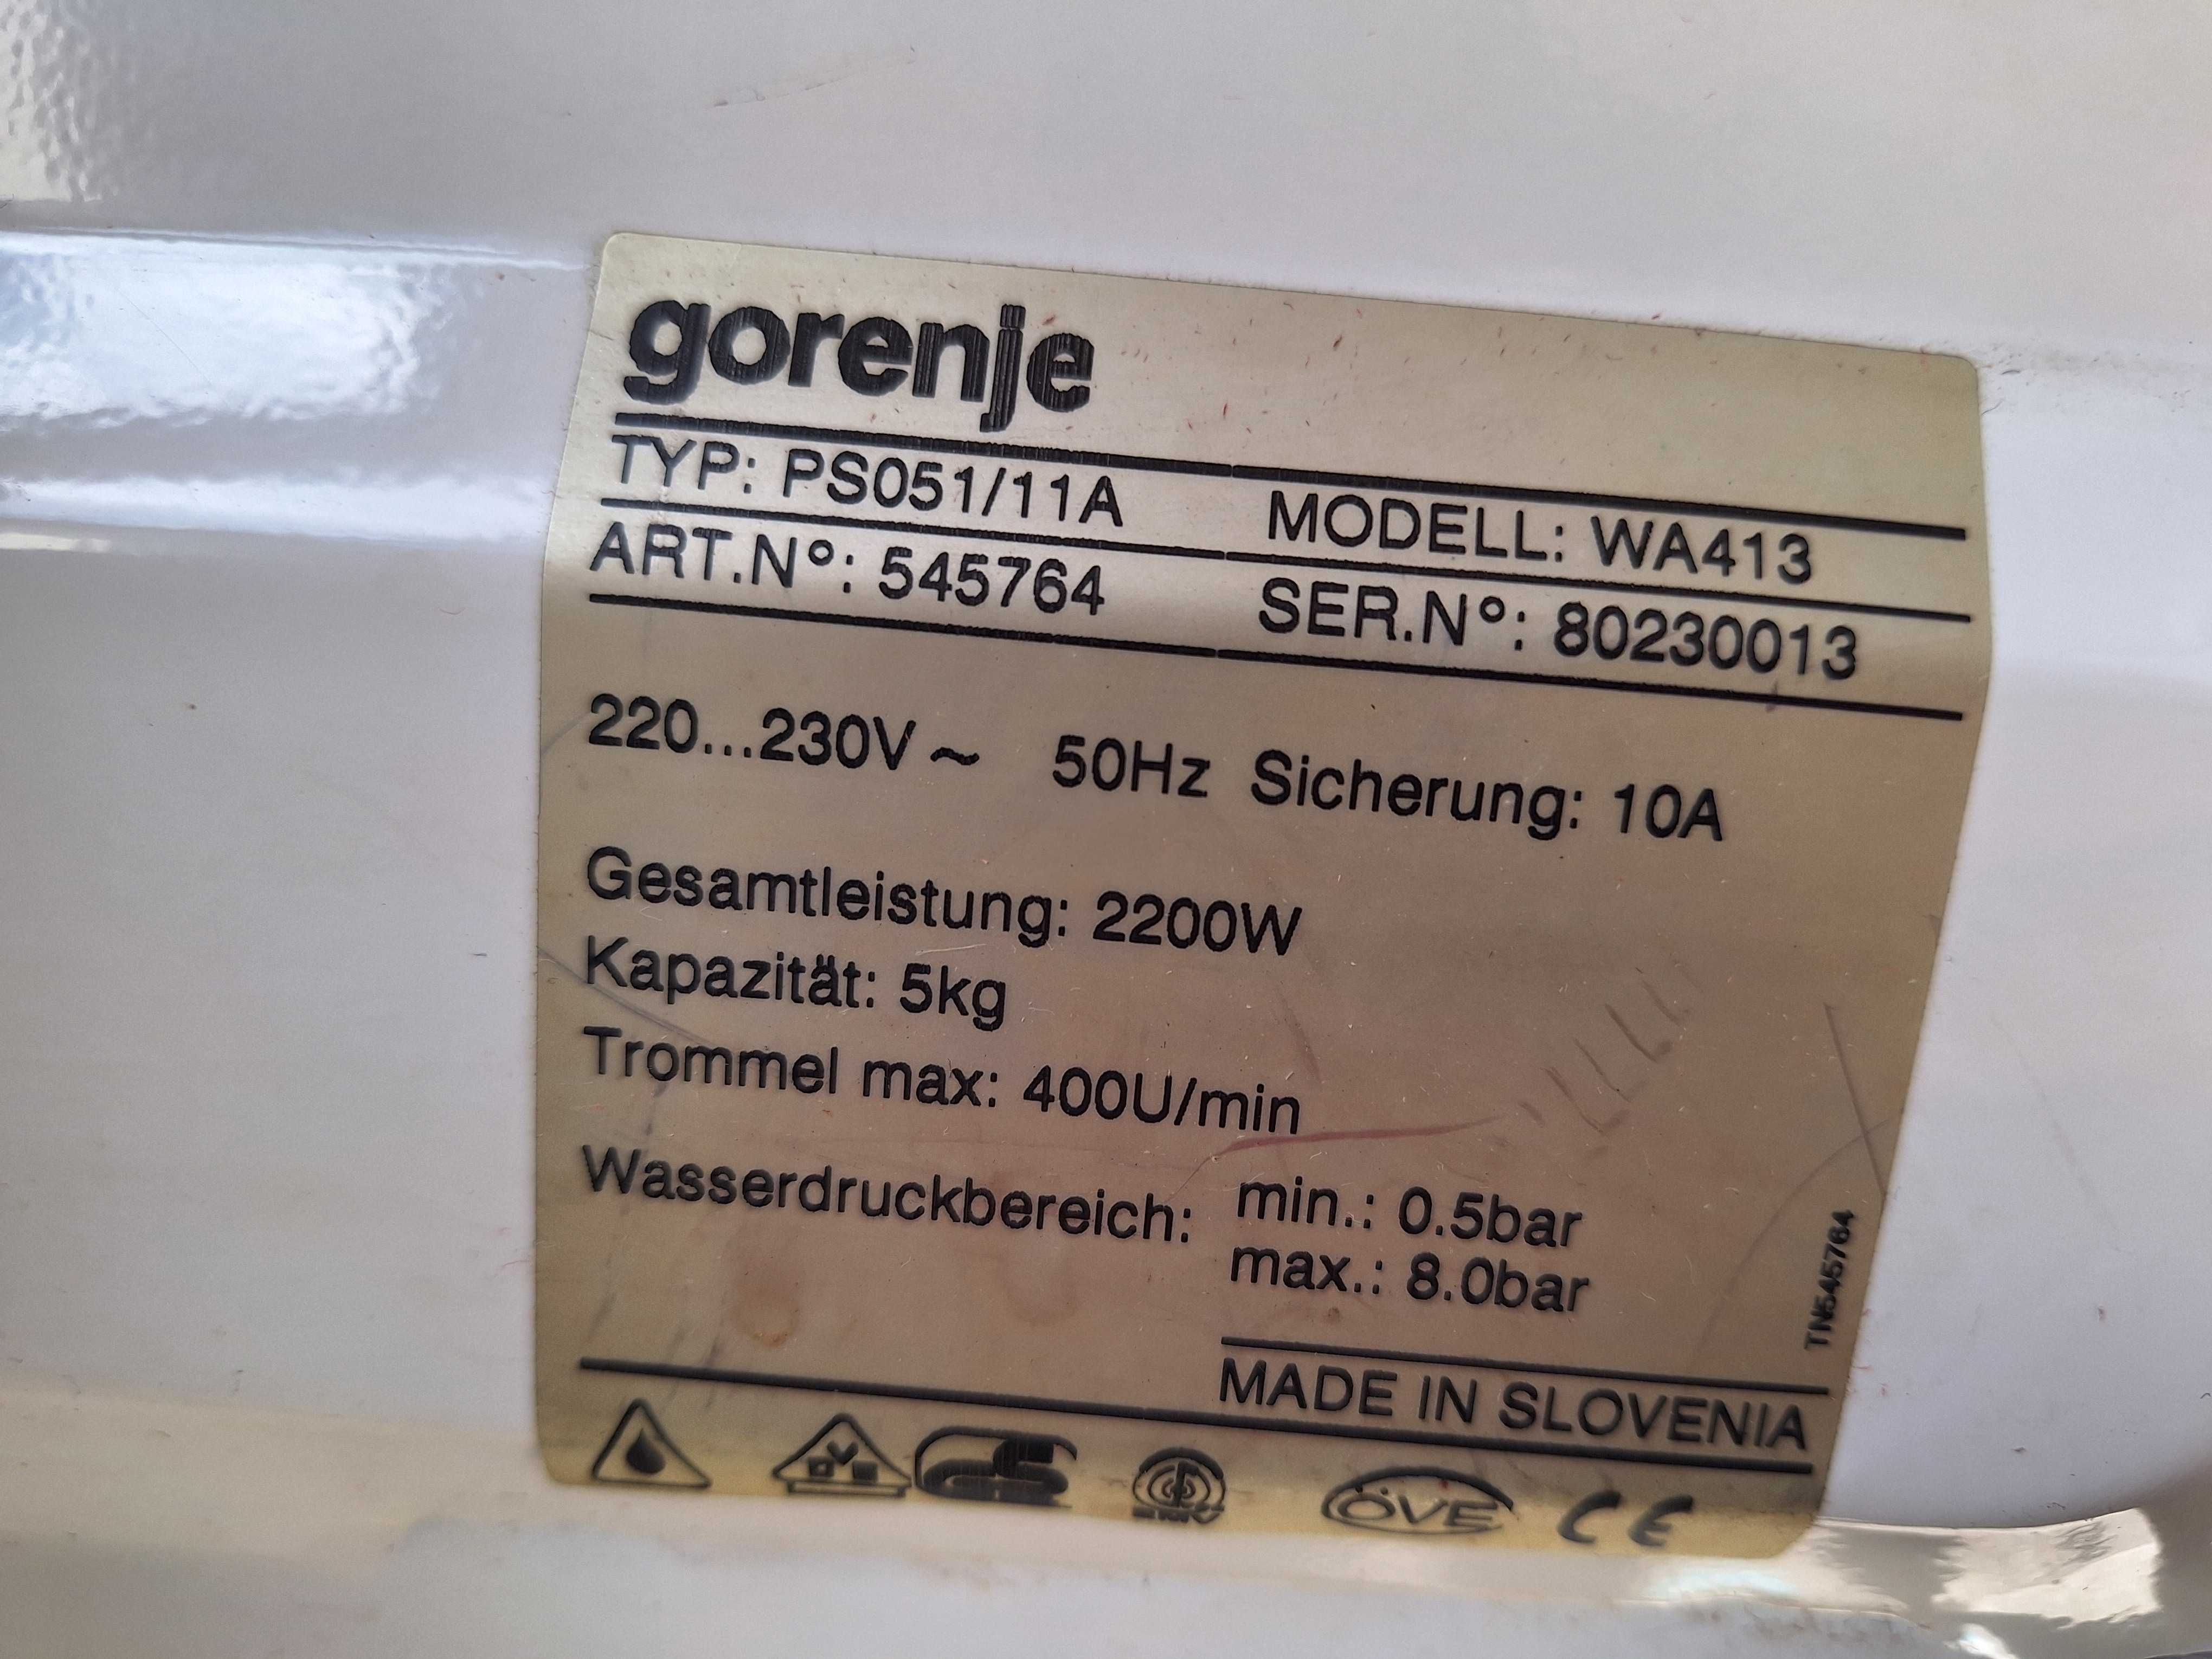 gorenje
TYP: PS051/11A MODELL: WA413
ART.N°: 545764 SER.N°: 80230013
220...230V ~ 50Hz Sicherung: 10A
Gesamtleistung: 2200W
Kapazität: 5kg
Trommel max: 400U/min
Wasserdruckbereich: min.: 0.5bar
max.: 8.0bar
TN545764
MADE IN SLOVENIA
GS
ÖVE CE